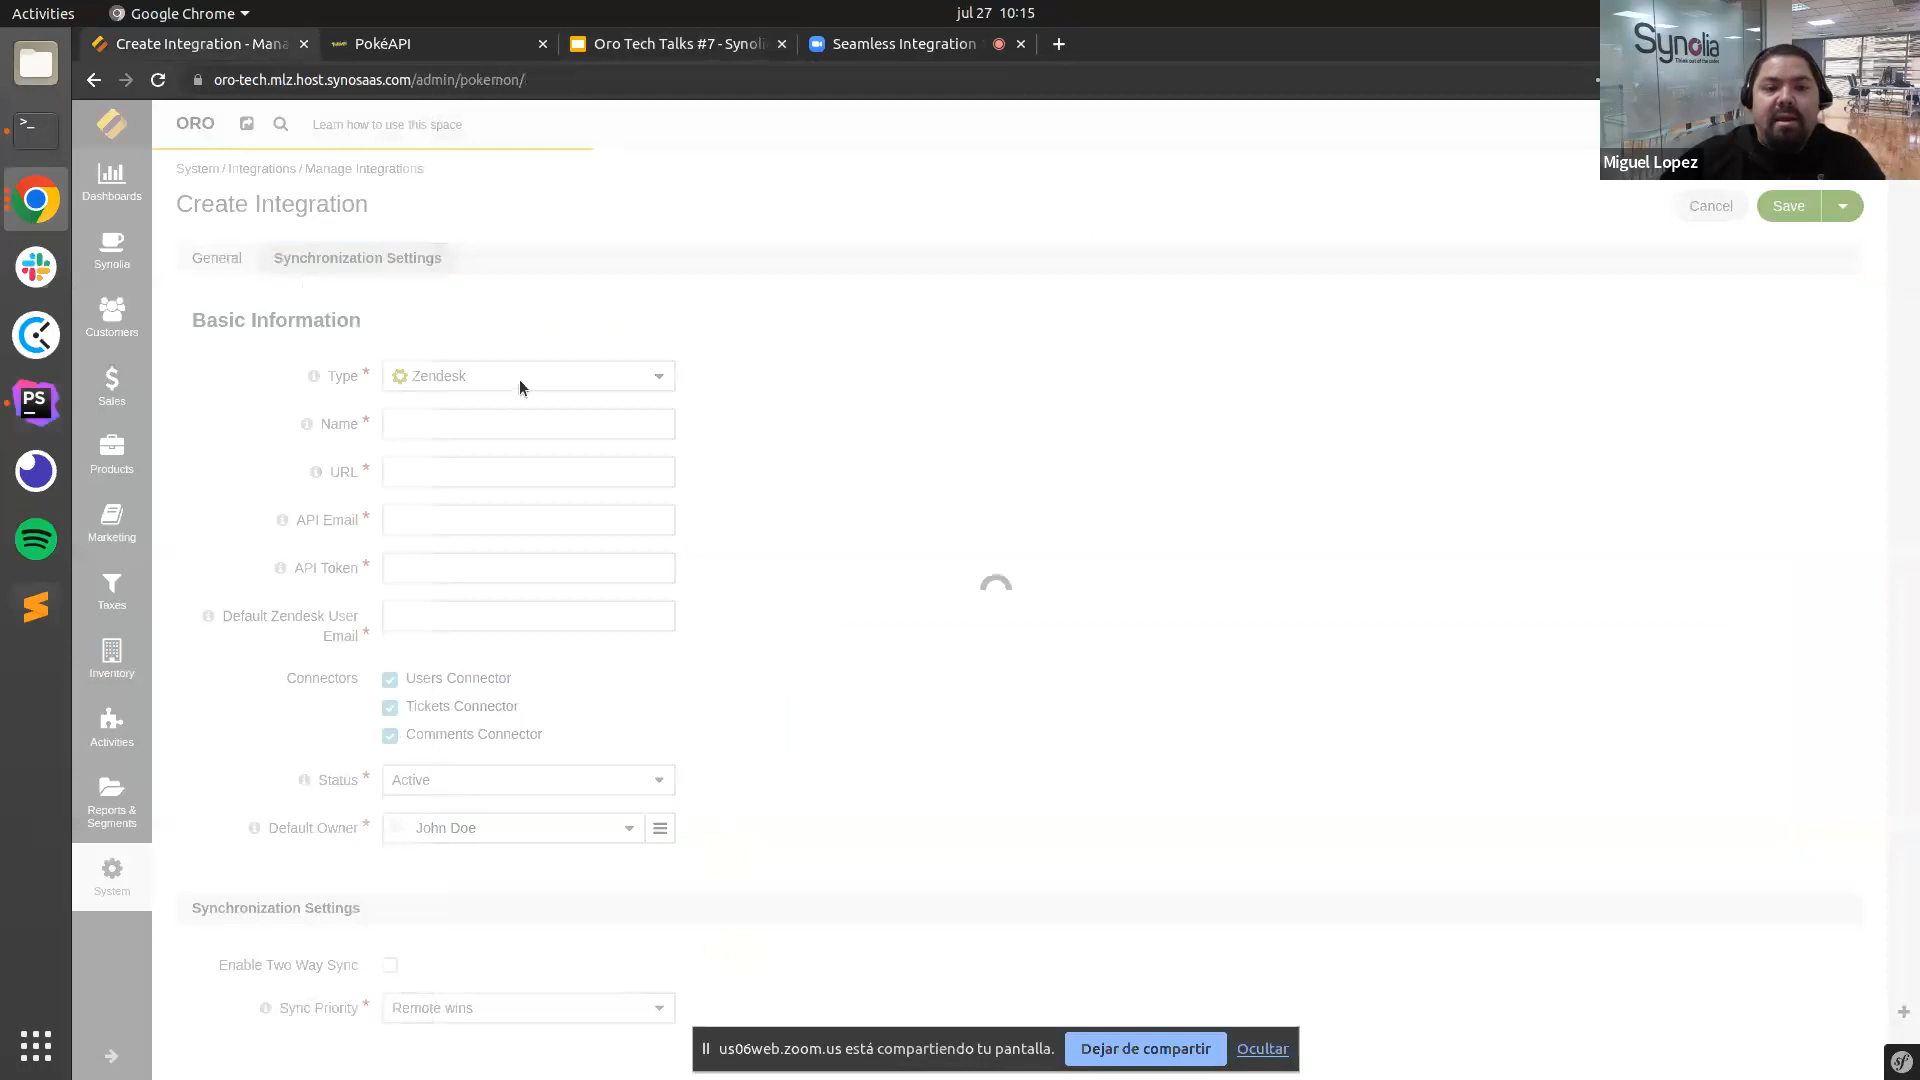 Activities
Google Chrome
jul 27 10:15
Create Integration - Mana
PokéAPI
Oro Tech Talks #7 - Synoli
Seamless Integration
oro-tech.mlz.host.synosaas.com/admin/pokemon/
Synolia
Miguel Lopez
ORO
Learn how to use this space
System / Integrations / Manage Integrations
Create Integration
Cancel
Save
General
Synchronization Settings
Basic Information
Type *
Zendesk
Name *
URL *
API Email *
API Token *
Default Zendesk User
Email *
Connectors
Users Connector
Tickets Connector
Comments Connector
Status *
Active
Default Owner *
John Doe
Synchronization Settings
Enable Two Way Sync
Sync Priority *
Remote wins
Dashboards
Synolia
Customers
Sales
Products
Marketing
Taxes
Inventory
Activities
Reports &
Segments
System
PS
us06web.zoom.us está compartiendo tu pantalla.
Dejar de compartir
Ocultar
sf